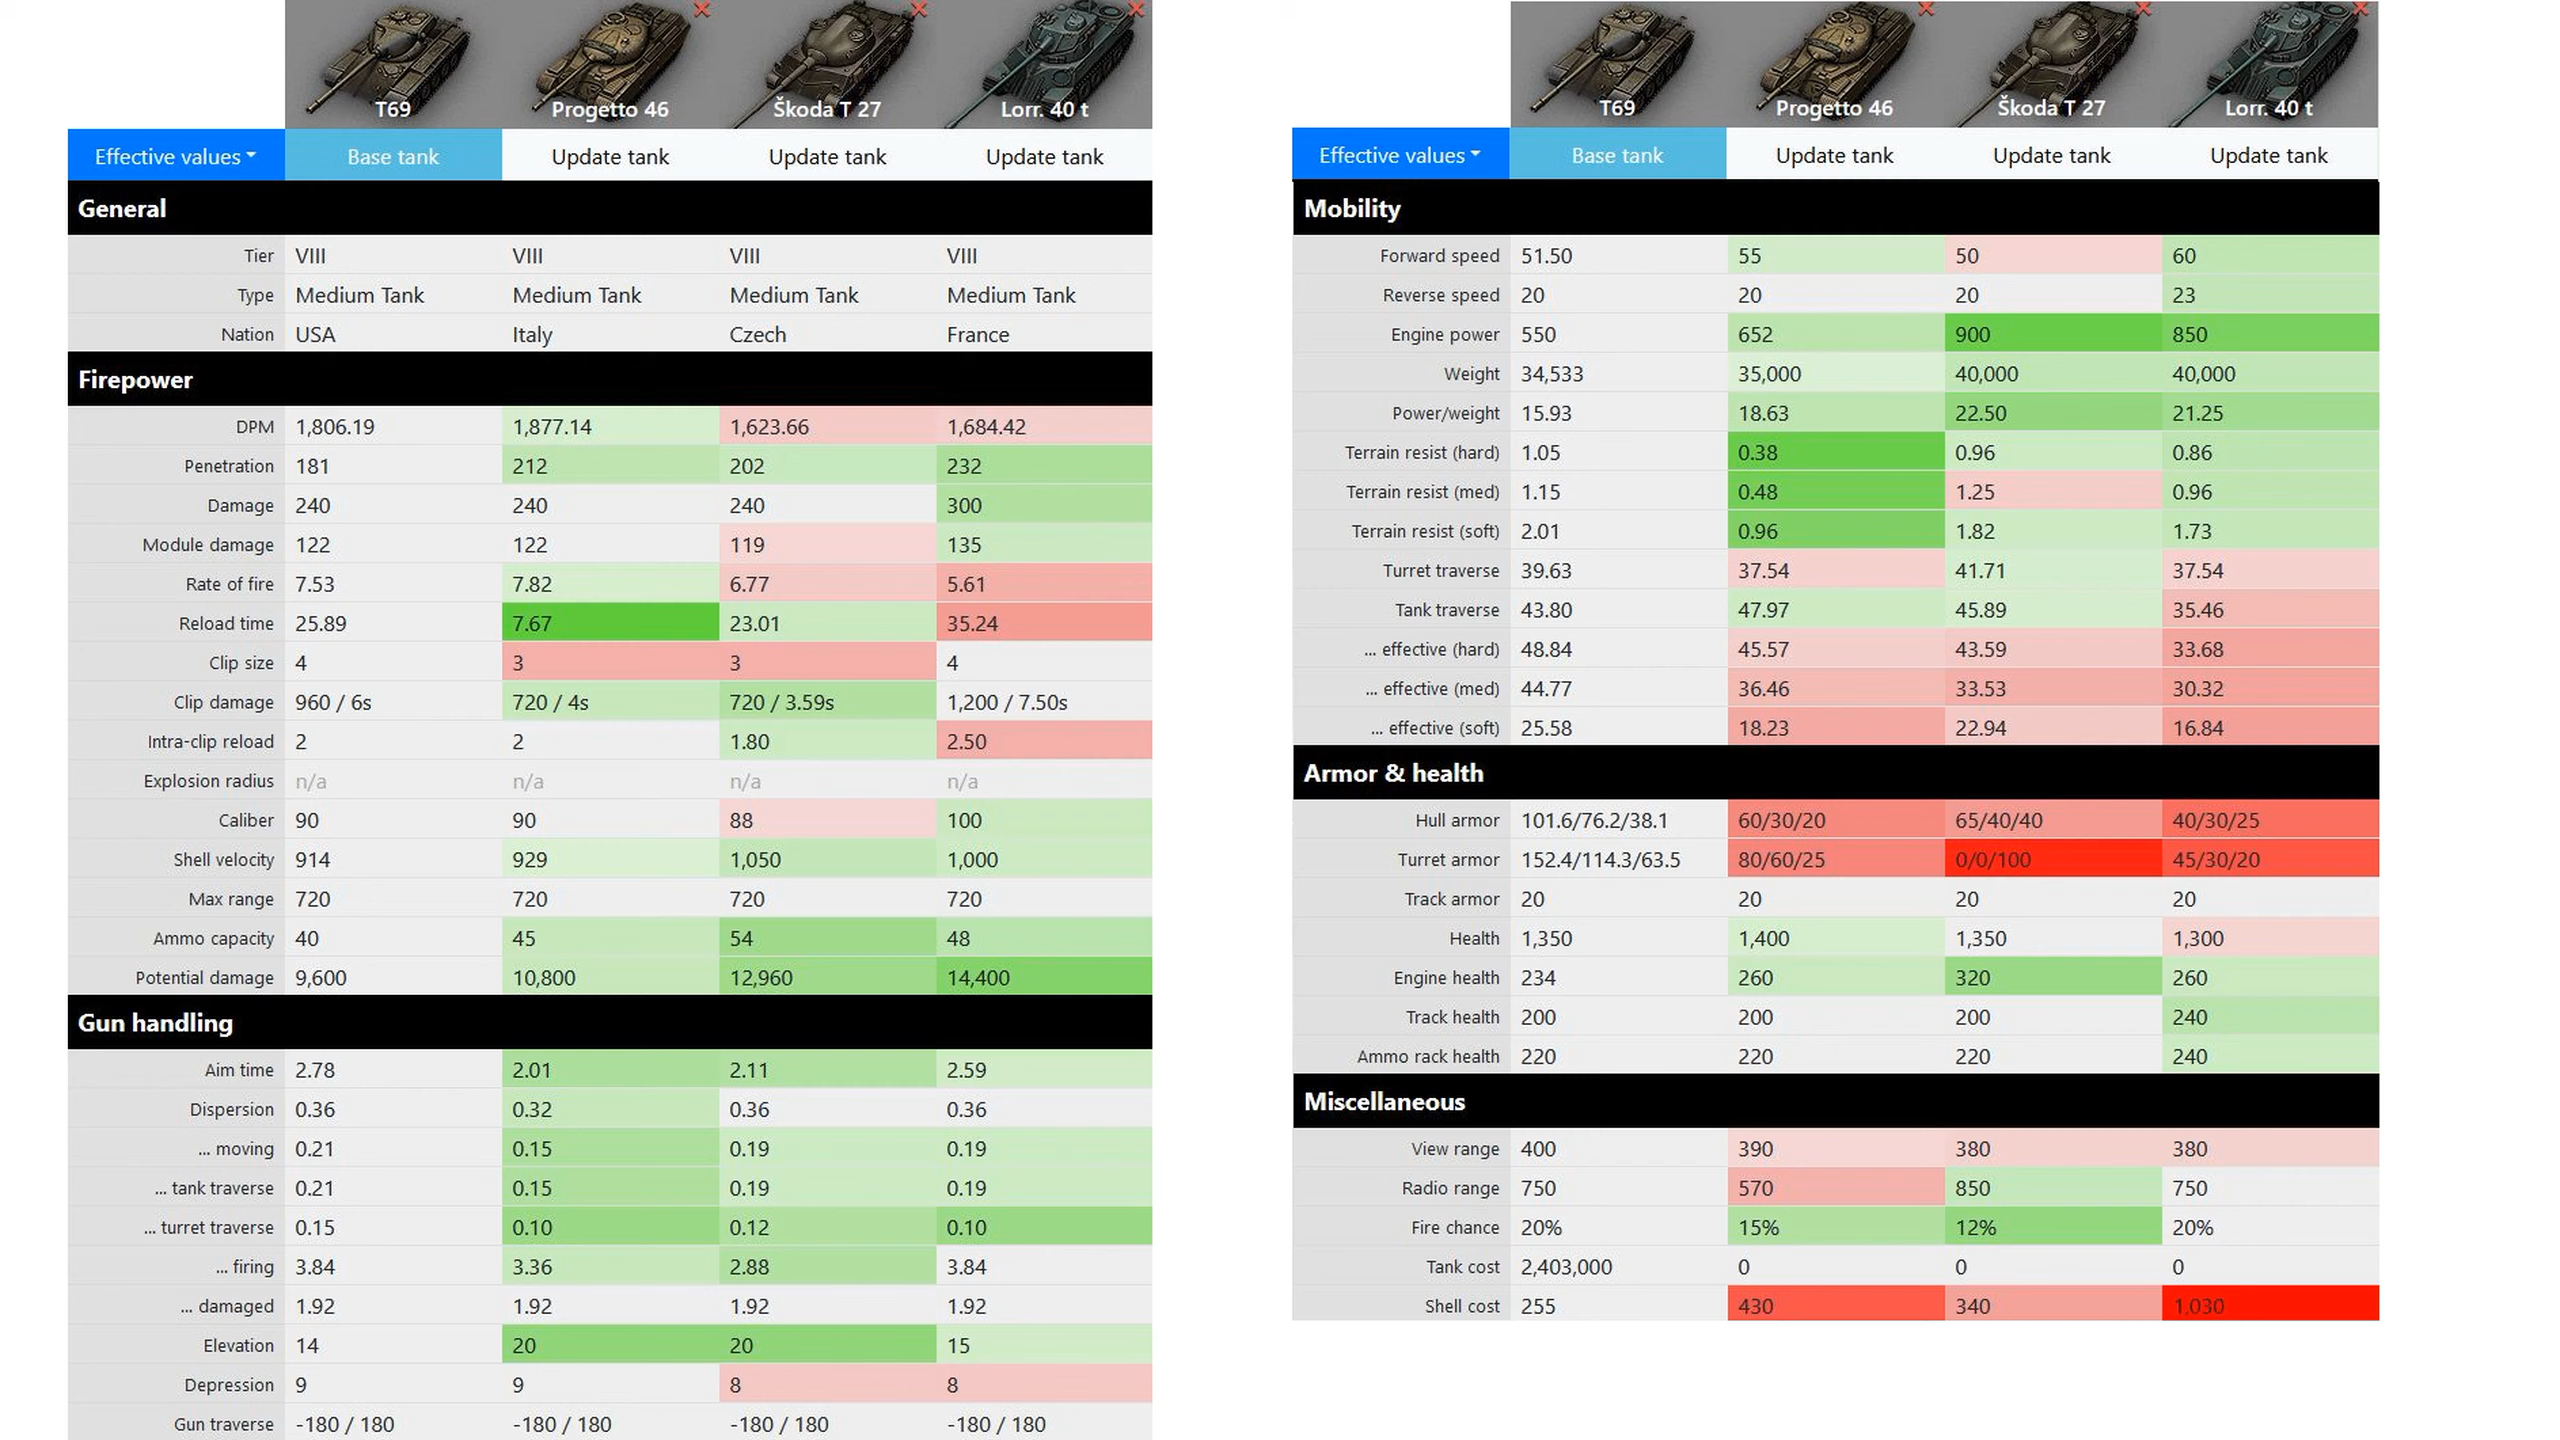 T69 Progetto 46 Škoda T 27 Lorr. 40 t
Effective values Base tank Update tank Update tank Update tank
General
Tier VIII VIII VIII VIII
Type Medium Tank Medium Tank Medium Tank Medium Tank
Nation USA Italy Czech France
Firepower
DPM 1,806.19 1,877.14 1,623.66 1,684.42
Penetration 181 212 202 232
Damage 240 240 240 300
Module damage 122 122 119 135
Rate of fire 7.53 7.82 6.77 5.61
Reload time 25.89 7.67 23.01 35.24
Clip size 4 3 3 4
Clip damage 960 / 6s 720 / 4s 720 / 3.59s 1,200 / 7.50s
Intra-clip reload 2 2 1.80 2.50
Explosion radius n/a n/a n/a n/a
Caliber 90 90 88 100
Shell velocity 914 929 1,050 1,000
Max range 720 720 720 720
Ammo capacity 40 45 54 48
Potential damage 9,600 10,800 12,960 14,400
Gun handling
Aim time 2.78 2.01 2.11 2.59
Dispersion 0.36 0.32 0.36 0.36
... moving 0.21 0.15 0.19 0.19
... tank traverse 0.21 0.15 0.19 0.19
... turret traverse 0.15 0.10 0.12 0.10
... firing 3.84 3.36 2.88 3.84
... damaged 1.92 1.92 1.92 1.92
Elevation 14 20 20 15
Depression 9 9 8 8
Gun traverse -180 / 180 -180 / 180 -180 / 180 -180 / 180
T69 Progetto 46 Škoda T 27 Lorr. 40 t
Effective values Base tank Update tank Update tank Update tank
Mobility
Forward speed 51.50 55 50 60
Reverse speed 20 20 20 23
Engine power 550 652 900 850
Weight 34,533 35,000 40,000 40,000
Power/weight 15.93 18.63 22.50 21.25
Terrain resist (hard) 1.05 0.38 0.96 0.86
Terrain resist (med) 1.15 0.48 1.25 0.96
Terrain resist (soft) 2.01 0.96 1.82 1.73
Turret traverse 39.63 37.54 41.71 37.54
Tank traverse 43.80 47.97 45.89 35.46
... effective (hard) 48.84 45.57 43.59 33.68
... effective (med) 44.77 36.46 33.53 30.32
... effective (soft) 25.58 18.23 22.94 16.84
Armor & health
Hull armor 101.6/76.2/38.1 60/30/20 65/40/40 40/30/25
Turret armor 152.4/114.3/63.5 80/60/25 0/0/100 45/30/20
Track armor 20 20 20 20
Health 1,350 1,400 1,350 1,300
Engine health 234 260 320 260
Track health 200 200 200 240
Ammo rack health 220 220 220 240
Miscellaneous
View range 400 390 380 380
Radio range 750 570 850 750
Fire chance 20% 15% 12% 20%
Tank cost 2,403,000 0 0 0
Shell cost 255 430 340 1,030